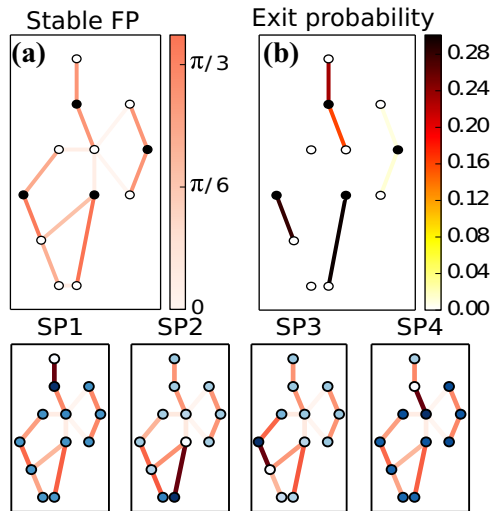 Stable FP
Exit probability
(a)
(b)
π/3
π/6
0
0.28
0.24
0.20
0.16
0.12
0.08
0.04
0.00
SP1
SP2
SP3
SP4